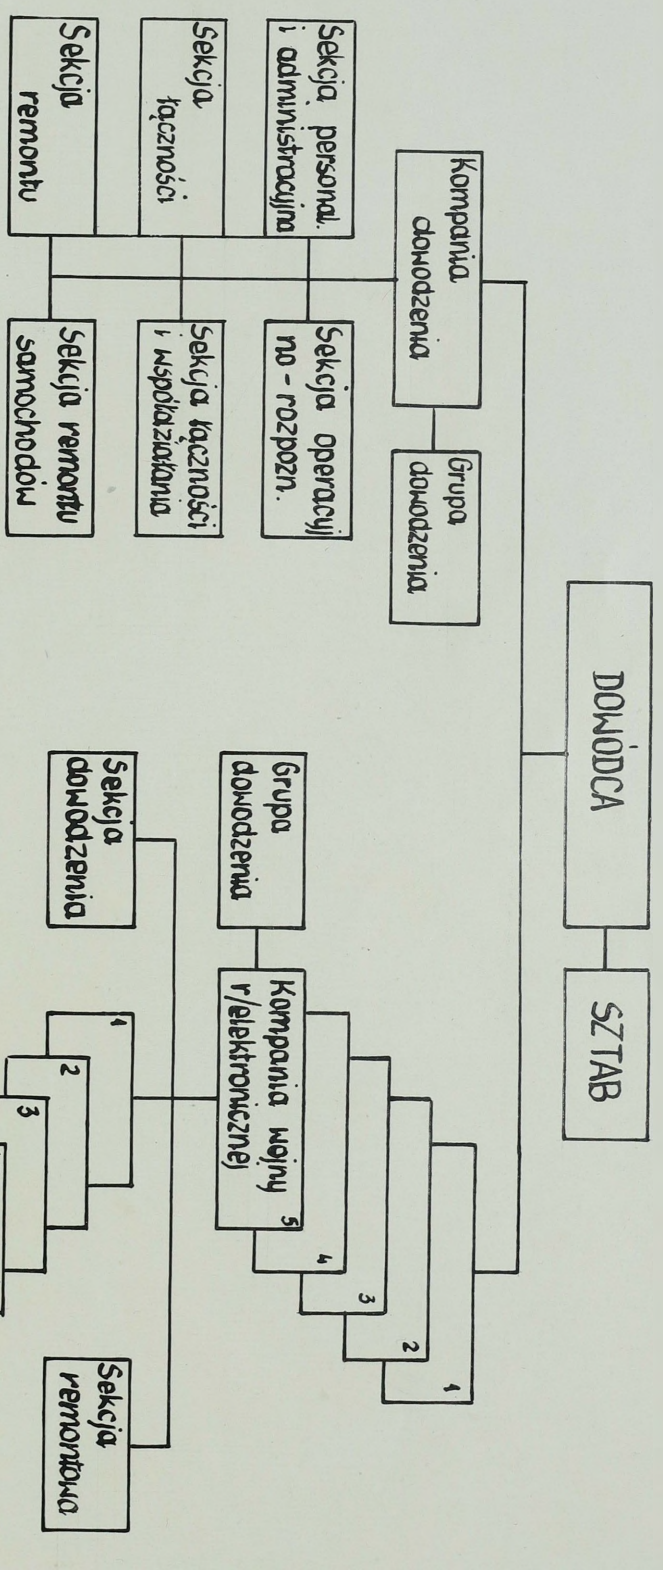 DOWÓDCA
SZTAB
Kompania
dowodzenia
Grupa
dowodzenia
Sekcja personal.
i administracyjna
Sekcja operacyj
no - rozpozn.
Sekcja
łączności
Sekcja łączności
i współdziałania
Sekcja
remontu
Sekcja remontu
samochodów
1
2
3
4
5
Kompania wojny
r/elektronicznej
Grupa
dowodzenia
Sekcja
dowodzenia
1
2
3
Sekcja
remontowa